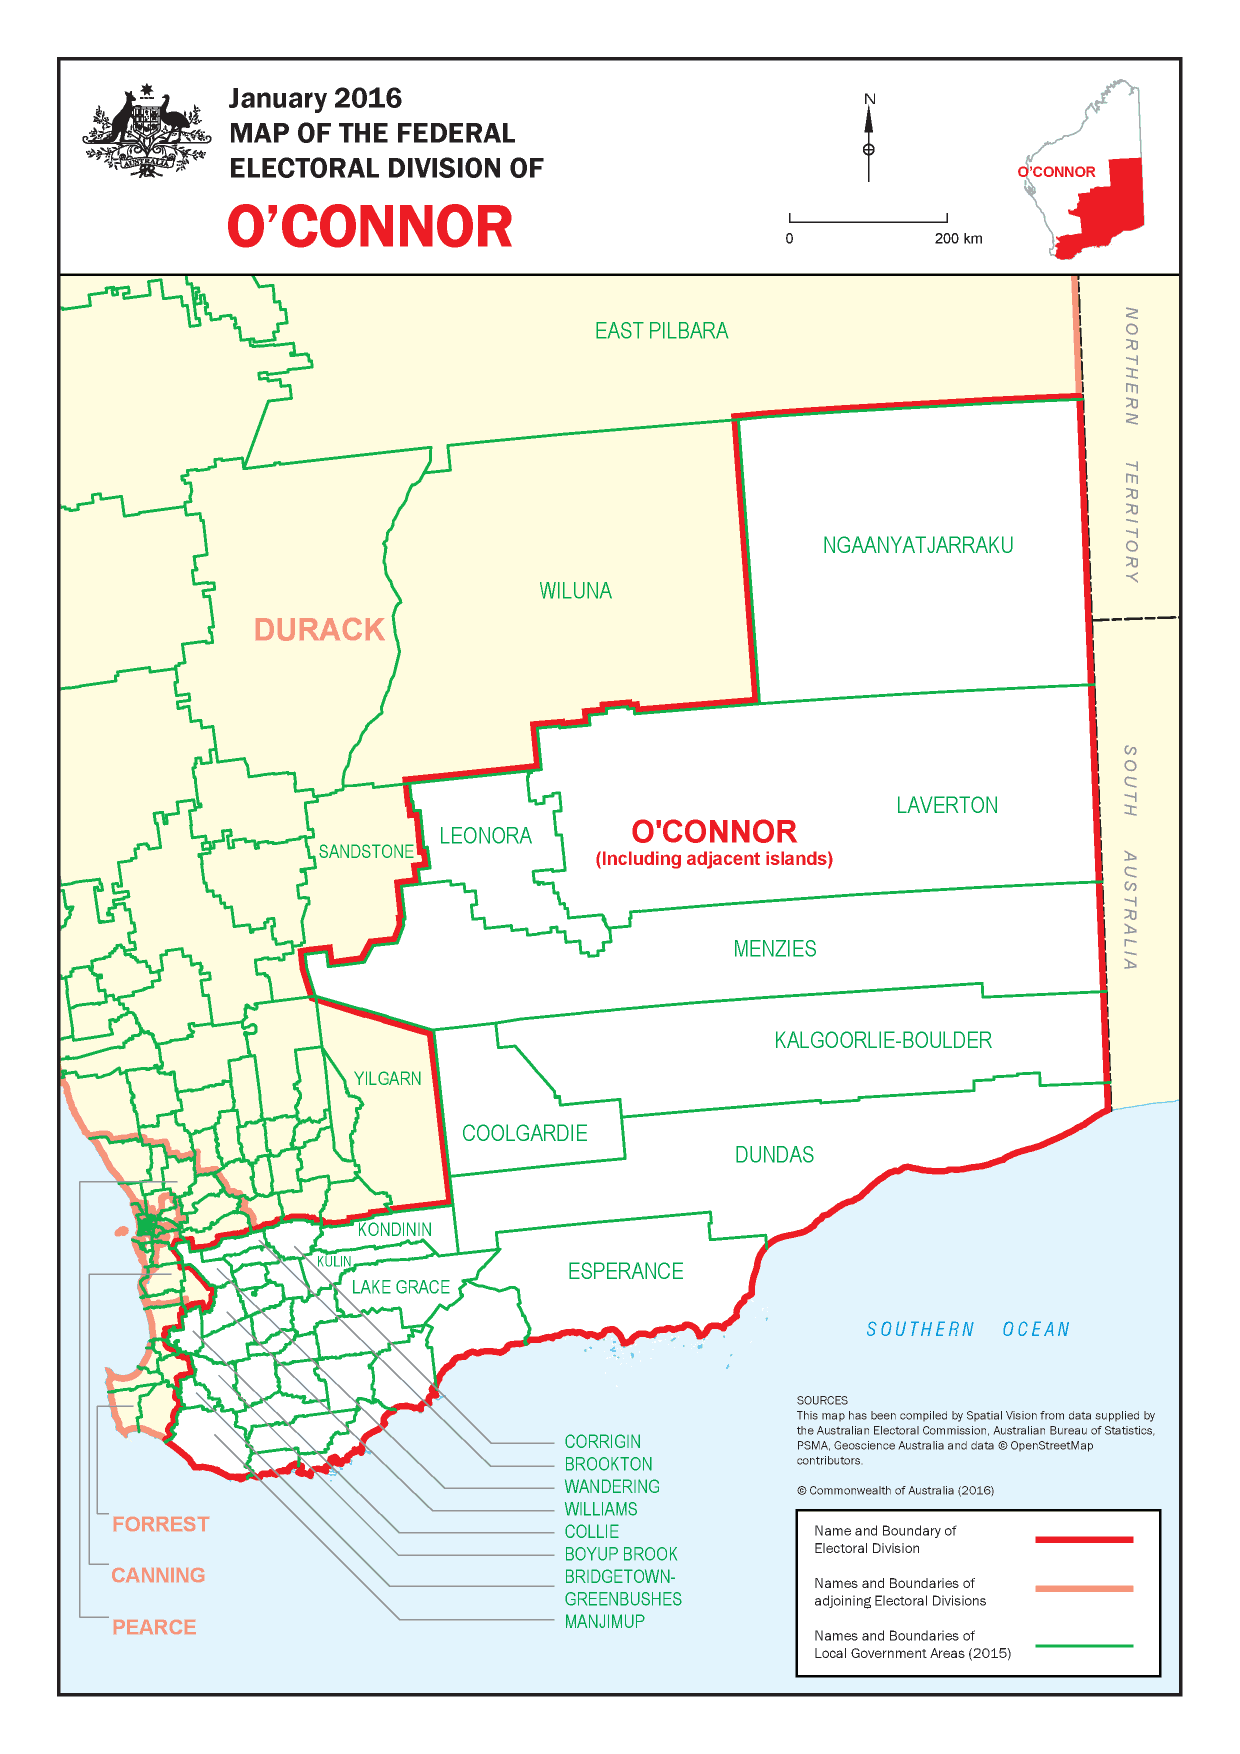 January 2016
MAP OF THE FEDERAL
ELECTORAL DIVISION OF
O'CONNOR
AUSTRALIA
N
0
200 km
O'CONNOR
EAST PILBARA
NORTHERN TERRITORY
NGAANYATJARRAKU
WILUNA
DURACK
SOUTH AUSTRALIA
LAVERTON
O'CONNOR
(Including adjacent islands)
LEONORA
SANDSTONE
MENZIES
KALGOORLIE-BOULDER
YILGARN
COOLGARDIE
DUNDAS
KONDININ
KULIN
LAKE GRACE
ESPERANCE
SOUTHERN OCEAN
CORRIGIN
BROOKTON
WANDERING
WILLIAMS
COLLIE
BOYUP BROOK
BRIDGETOWN-
GREENBUSHES
MANJIMUP
FORREST
CANNING
PEARCE
SOURCES
This map has been compiled by Spatial Vision from data supplied by
the Australian Electoral Commission, Australian Bureau of Statistics,
PSMA, Geoscience Australia and data © OpenStreetMap
contributors.
© Commonwealth of Australia (2016)
Name and Boundary of
Electoral Division
Names and Boundaries of
adjoining Electoral Divisions
Names and Boundaries of
Local Government Areas (2015)